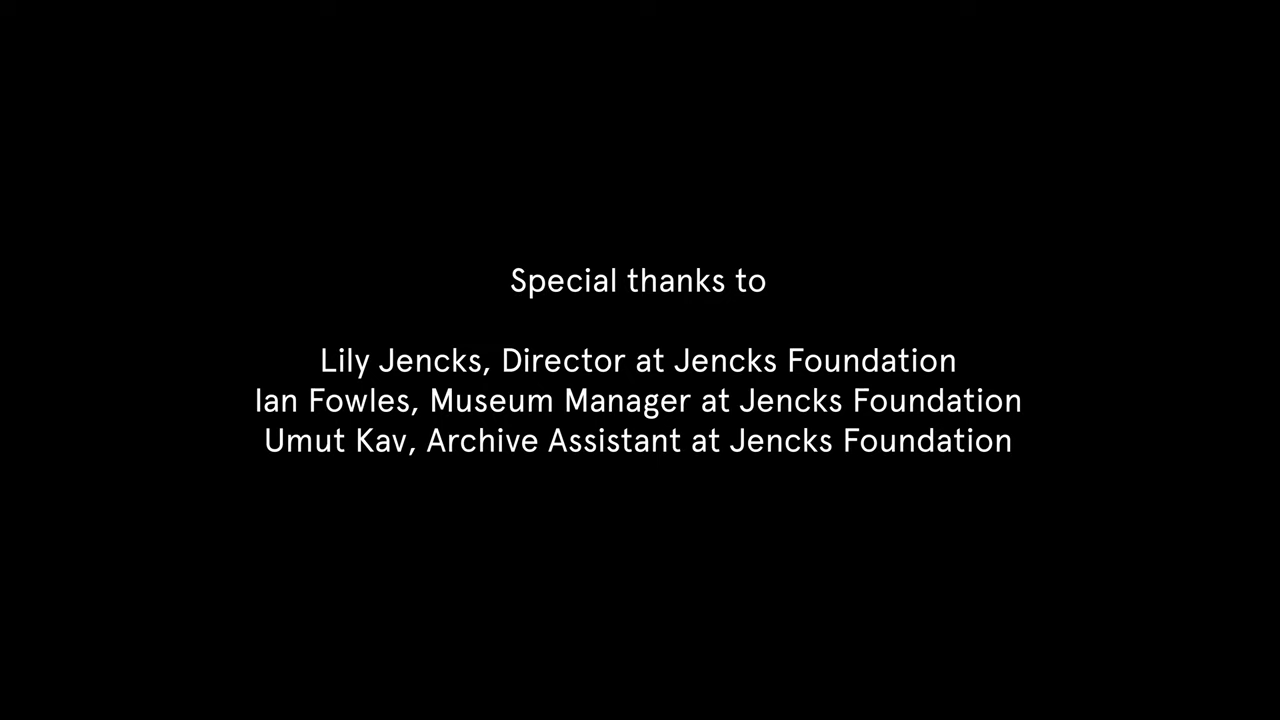 Special thanks to
Lily Jencks, Director at Jencks Foundation
Ian Fowles, Museum Manager at Jencks Foundation
Umut Kav, Archive Assistant at Jencks Foundation